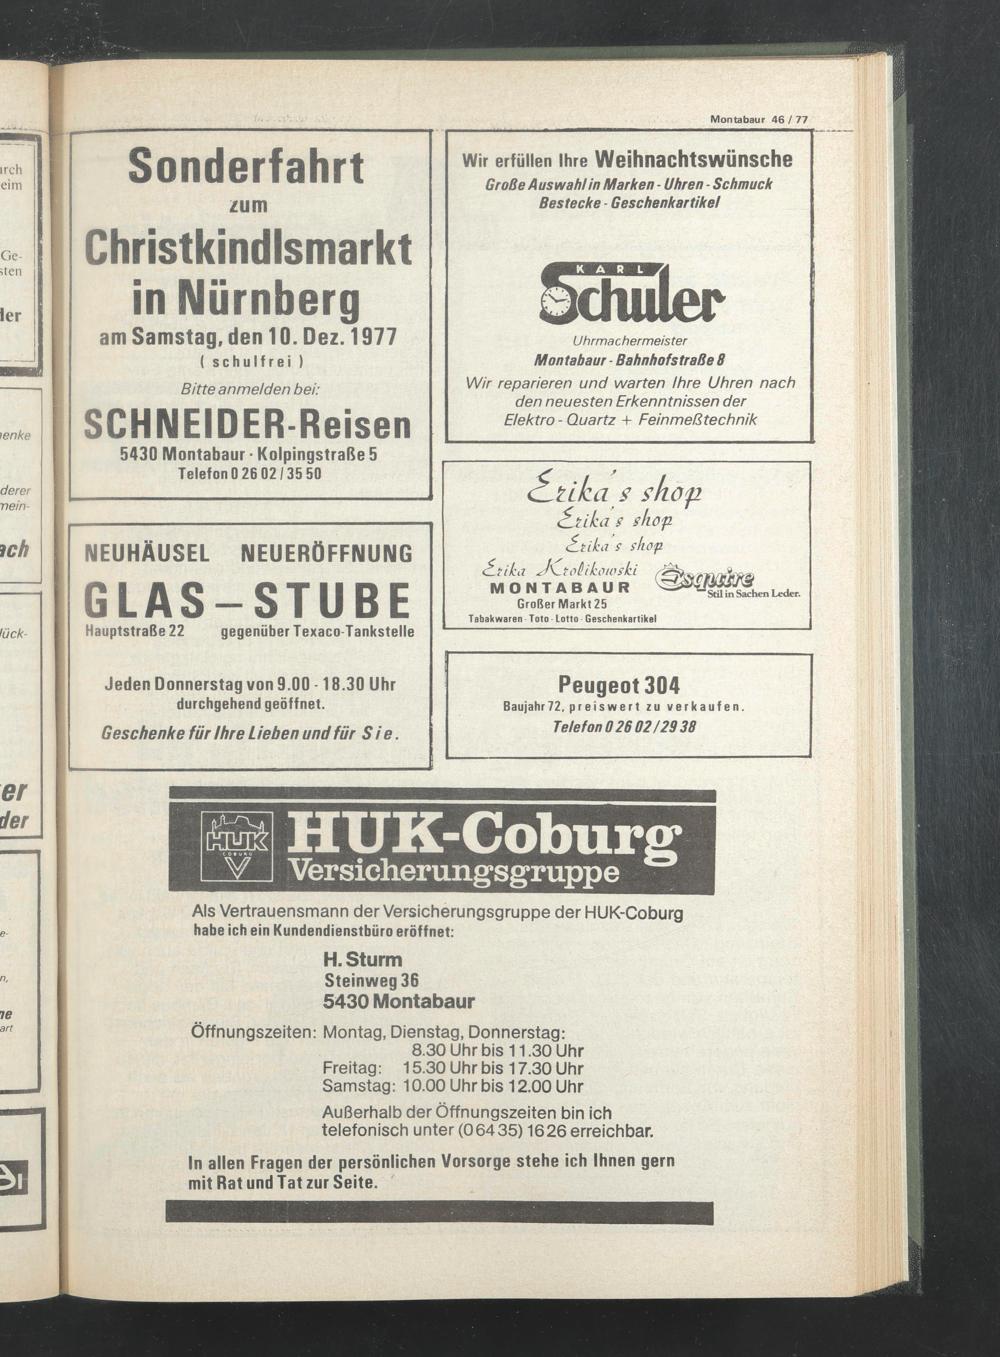 Montabaur 46 / 77
Sonderfahrt
zum
Christkindlsmarkt
in Nürnberg
am Samstag, den 10. Dez. 1977
( schulfrei )
Bitte anmelden bei:
SCHNEIDER-Reisen
5430 Montabaur · Kolpingstraße 5
Telefon 0 26 02 / 35 50
NEUHÄUSEL NEUERÖFFNUNG
GLAS – STUBE
Hauptstraße 22 gegenüber Texaco-Tankstelle
Jeden Donnerstag von 9.00 - 18.30 Uhr
durchgehend geöffnet.
Geschenke für Ihre Lieben und für Sie.
Wir erfüllen Ihre Weihnachtswünsche
Große Auswahl in Marken - Uhren - Schmuck
Bestecke - Geschenkartikel
KARL
Schuler
Uhrmachermeister
Montabaur - Bahnhofstraße 8
Wir reparieren und warten Ihre Uhren nach
den neuesten Erkenntnissen der
Elektro - Quartz + Feinmeßtechnik
Erika's shop
Erika's shop
Erika's shop
Erika Krolikowski
MONTABAUR
Großer Markt 25
Tabakwaren - Toto - Lotto - Geschenkartikel
Esquire
Stil in Sachen Leder.
Peugeot 304
Baujahr 72, preiswert zu verkaufen.
Telefon 0 26 02 / 29 38
HUK
COBURG
HUK-Coburg
Versicherungsgruppe
Als Vertrauensmann der Versicherungsgruppe der HUK-Coburg
habe ich ein Kundendienstbüro eröffnet:
H. Sturm
Steinweg 36
5430 Montabaur
Öffnungszeiten: Montag, Dienstag, Donnerstag:
8.30 Uhr bis 11.30 Uhr
Freitag: 15.30 Uhr bis 17.30 Uhr
Samstag: 10.00 Uhr bis 12.00 Uhr
Außerhalb der Öffnungszeiten bin ich
telefonisch unter (0 64 35) 16 26 erreichbar.
In allen Fragen der persönlichen Vorsorge stehe ich Ihnen gern
mit Rat und Tat zur Seite.